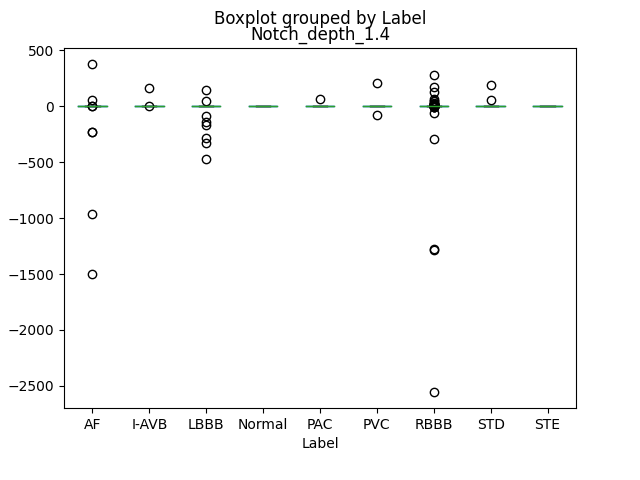 Boxplot grouped by Label
Notch_depth_1.4
500
0
−500
−1000
−1500
−2000
−2500
AF I-AVB LBBB Normal PAC PVC RBBB STD STE
Label